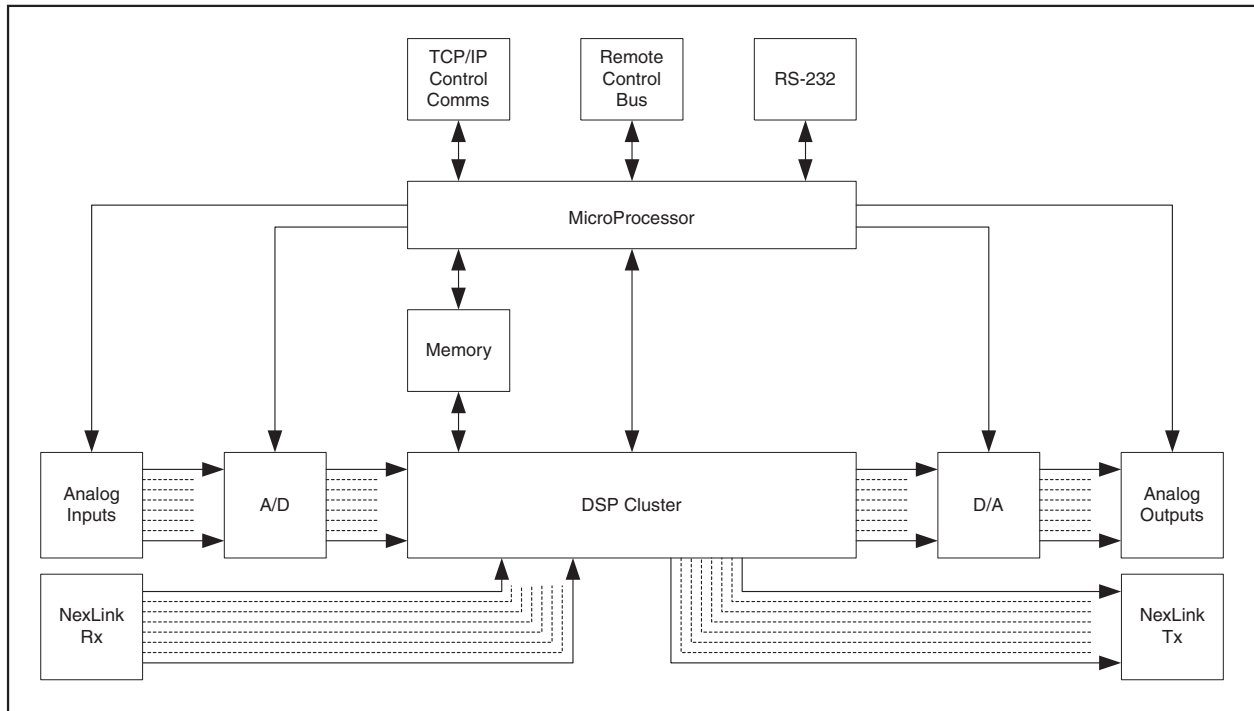 TCP/IP
Control
Comms
Remote
Control
Bus
RS-232
MicroProcessor
Memory
Analog
Inputs
A/D
DSP Cluster
D/A
Analog
Outputs
NexLink
Rx
NexLink
Tx